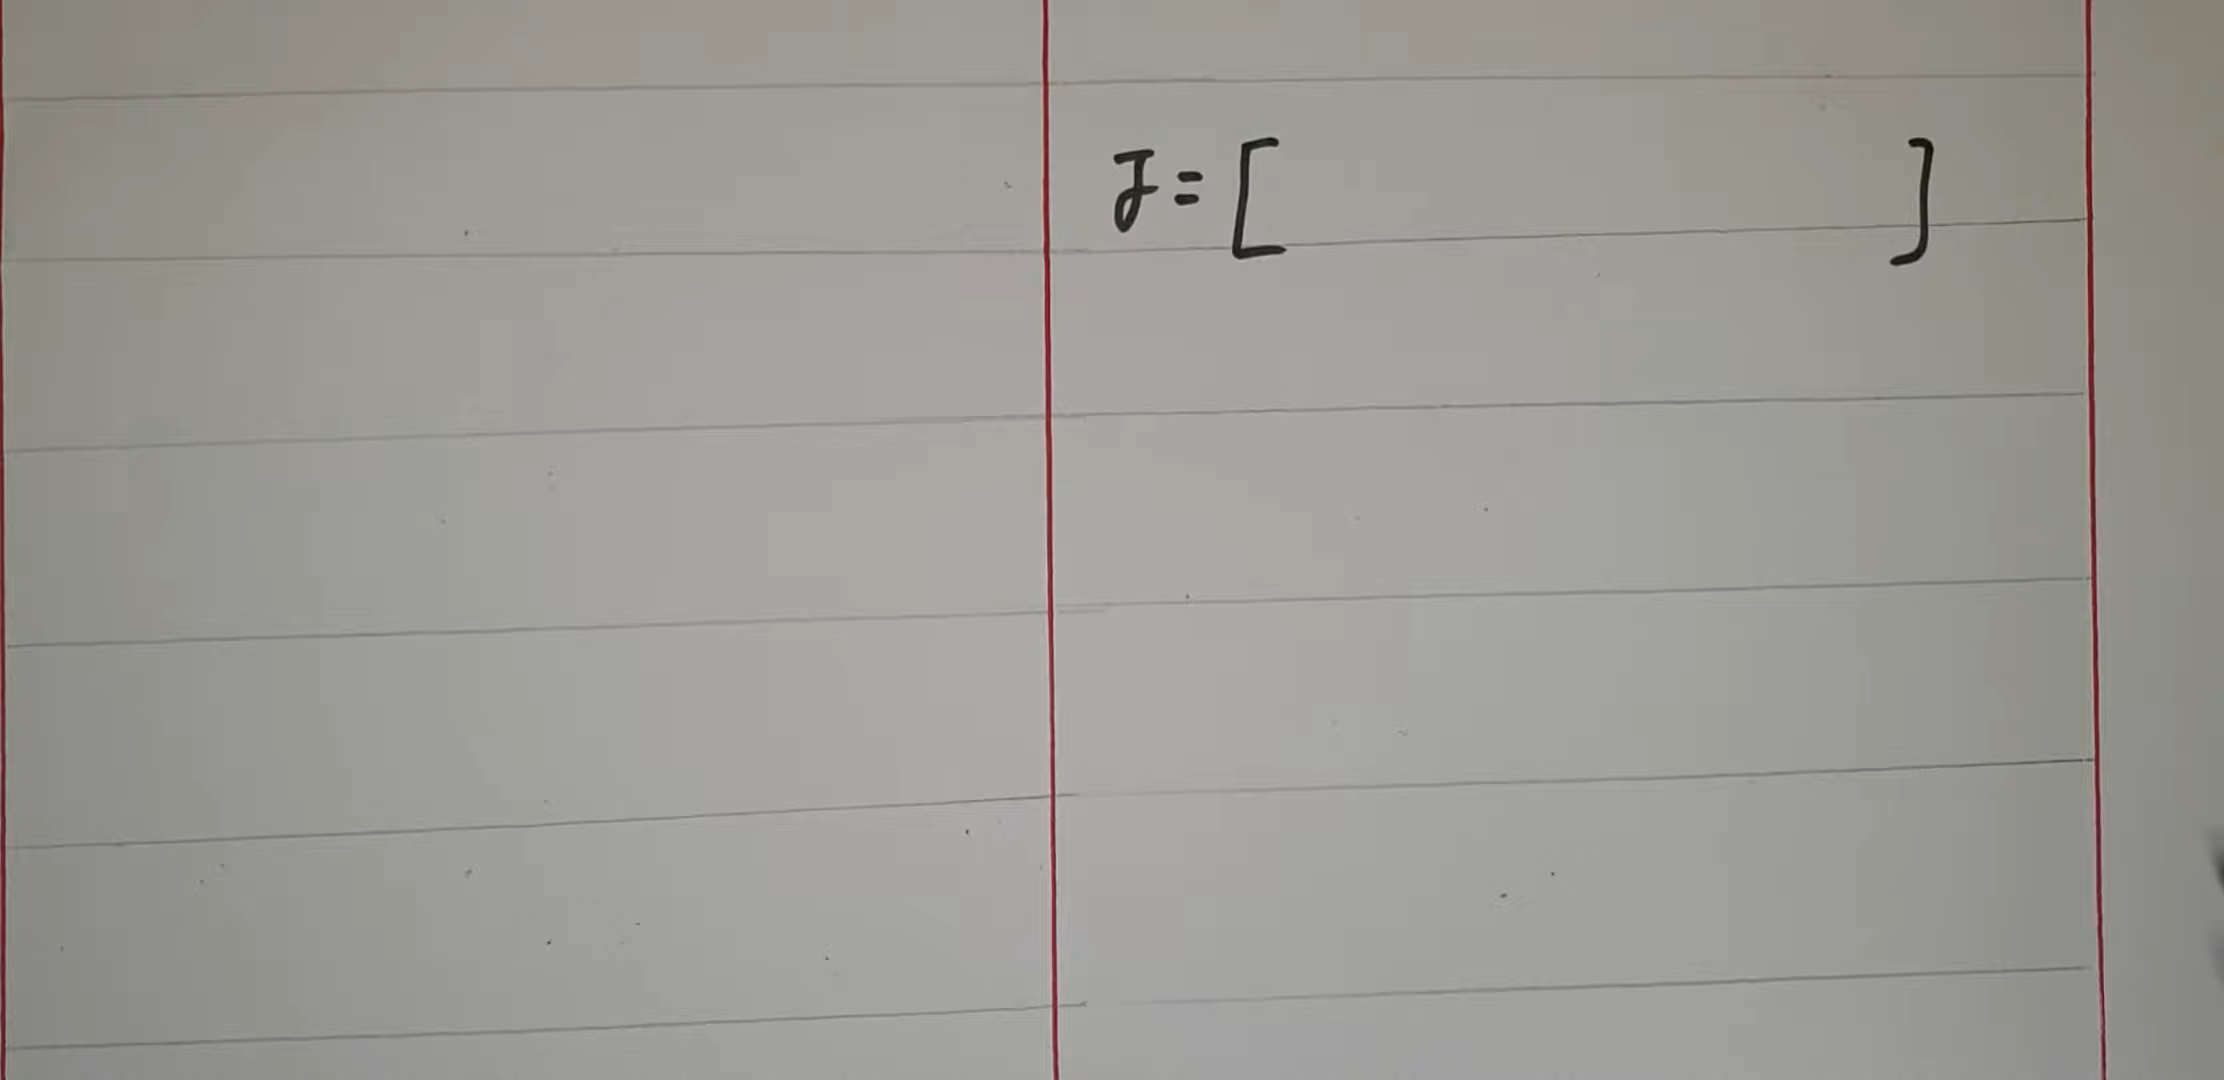 J = [ ]